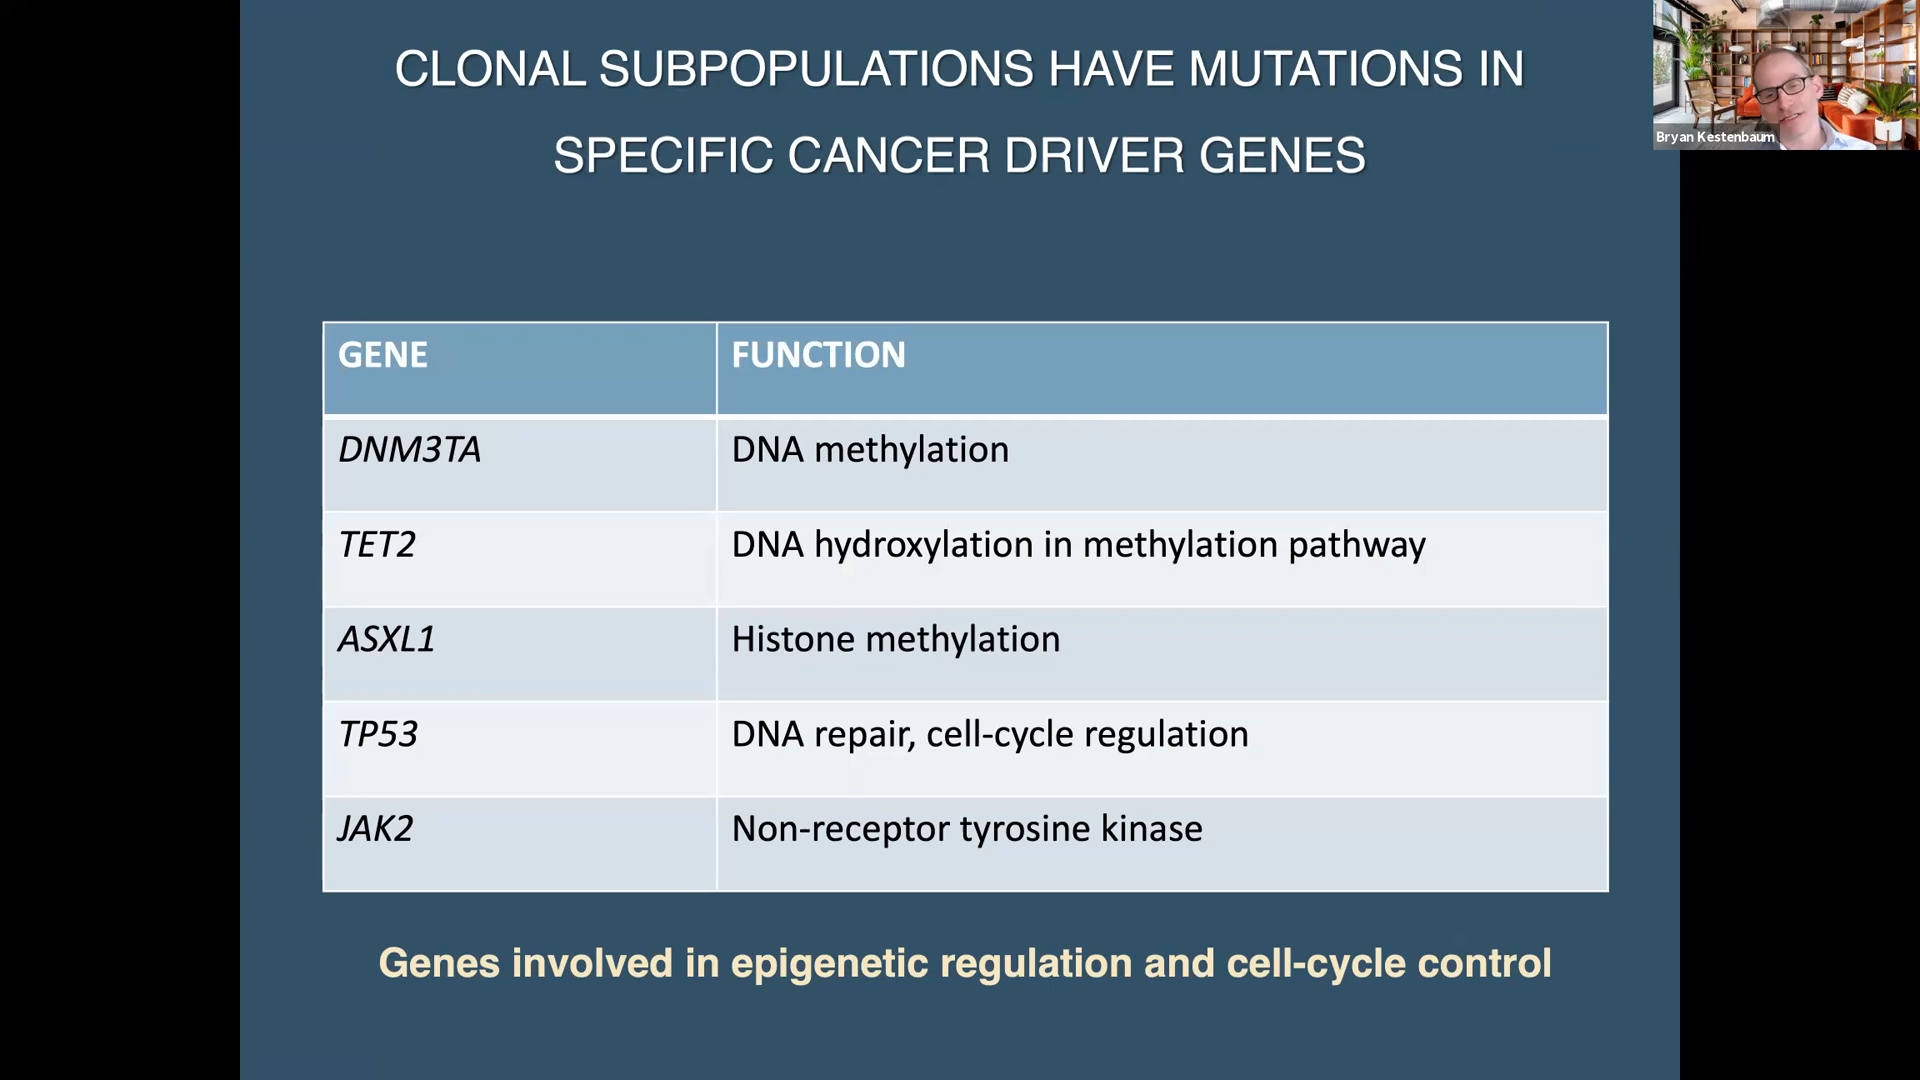 CLONAL SUBPOPULATIONS HAVE MUTATIONS IN
SPECIFIC CANCER DRIVER GENES
Bryan Kestenbaum
GENE FUNCTION
DNM3TA DNA methylation
TET2 DNA hydroxylation in methylation pathway
ASXL1 Histone methylation
TP53 DNA repair, cell-cycle regulation
JAK2 Non-receptor tyrosine kinase
Genes involved in epigenetic regulation and cell-cycle control